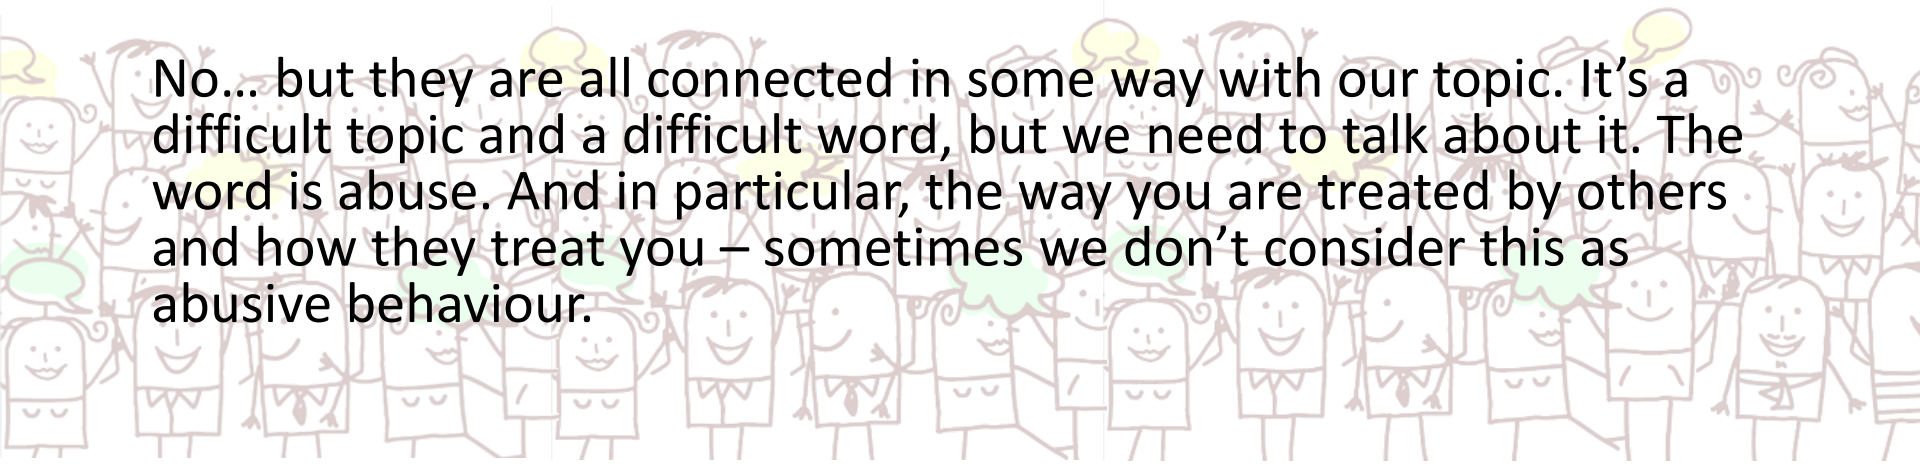 No… but they are all connected in some way with our topic. It’s a
difficult topic and a difficult word, but we need to talk about it. The
word is abuse. And in particular, the way you are treated by others
and how they treat you – sometimes we don’t consider this as
abusive behaviour.